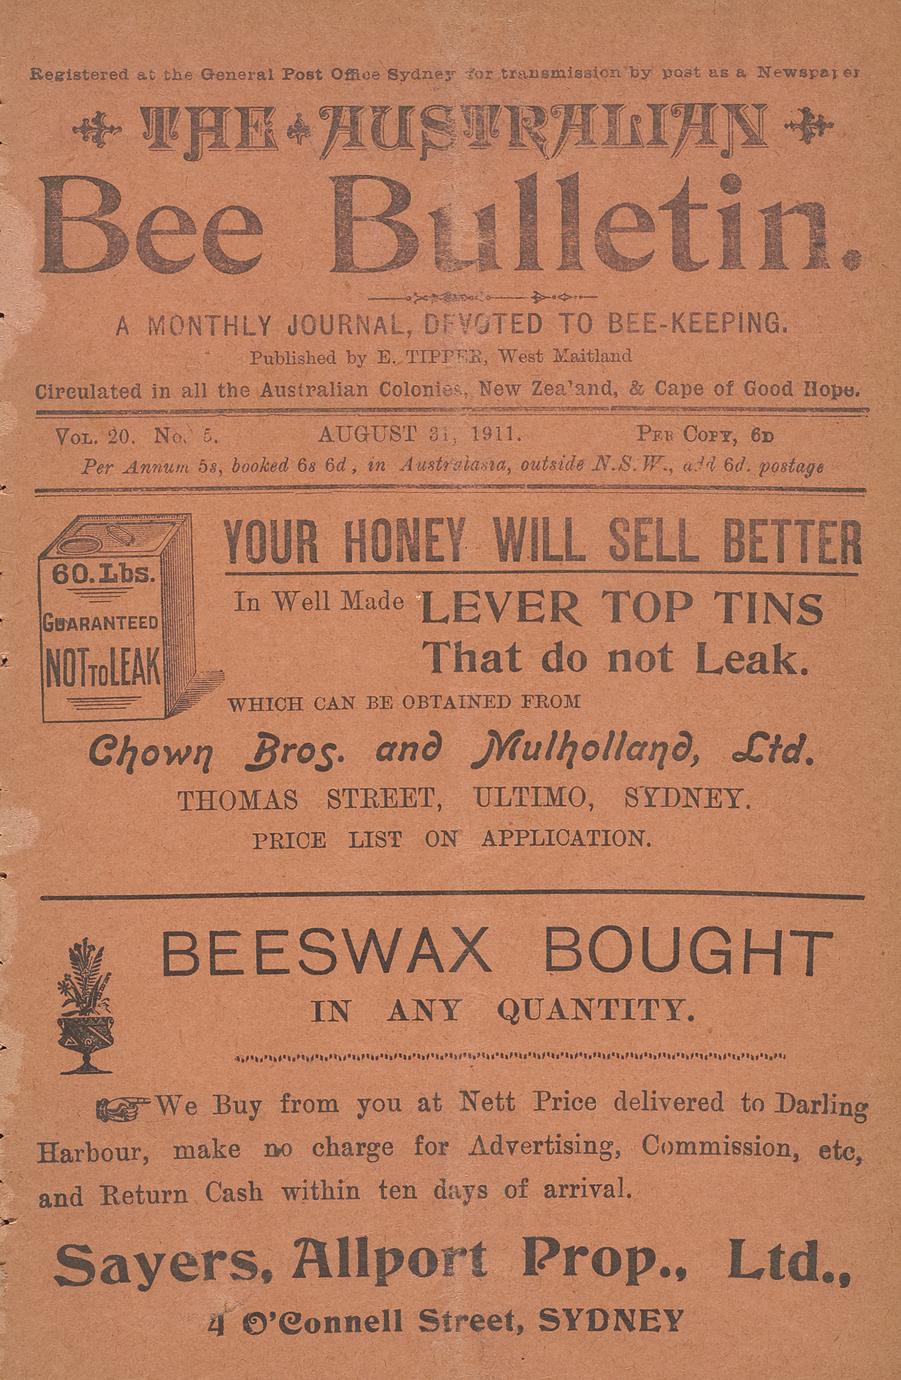 Registered at the General Post Office Sydney for transmission by post as a Newspaper
THE AUSTRALIAN
Bee Bulletin.
A MONTHLY JOURNAL, DEVOTED TO BEE-KEEPING.
Published by E. TIPPER, West Maitland
Circulated in all the Australian Colonies, New Zealand, & Cape of Good Hope.
VOL. 20. No. 5. AUGUST 31, 1911. PER COPY, 6D
Per Annum 5s, booked 6s 6d, in Australasia, outside N.S.W., add 6d. postage
60. Lbs.
GUARANTEED
NOT TO LEAK
YOUR HONEY WILL SELL BETTER
In Well Made LEVER TOP TINS
That do not Leak.
WHICH CAN BE OBTAINED FROM
Chown Bros. and Mulholland, Ltd.
THOMAS STREET, ULTIMO, SYDNEY.
PRICE LIST ON APPLICATION.
BEESWAX BOUGHT
IN ANY QUANTITY.
We Buy from you at Nett Price delivered to Darling
Harbour, make no charge for Advertising, Commission, etc,
and Return Cash within ten days of arrival.
Sayers, Allport Prop., Ltd.,
4 O'Connell Street, SYDNEY